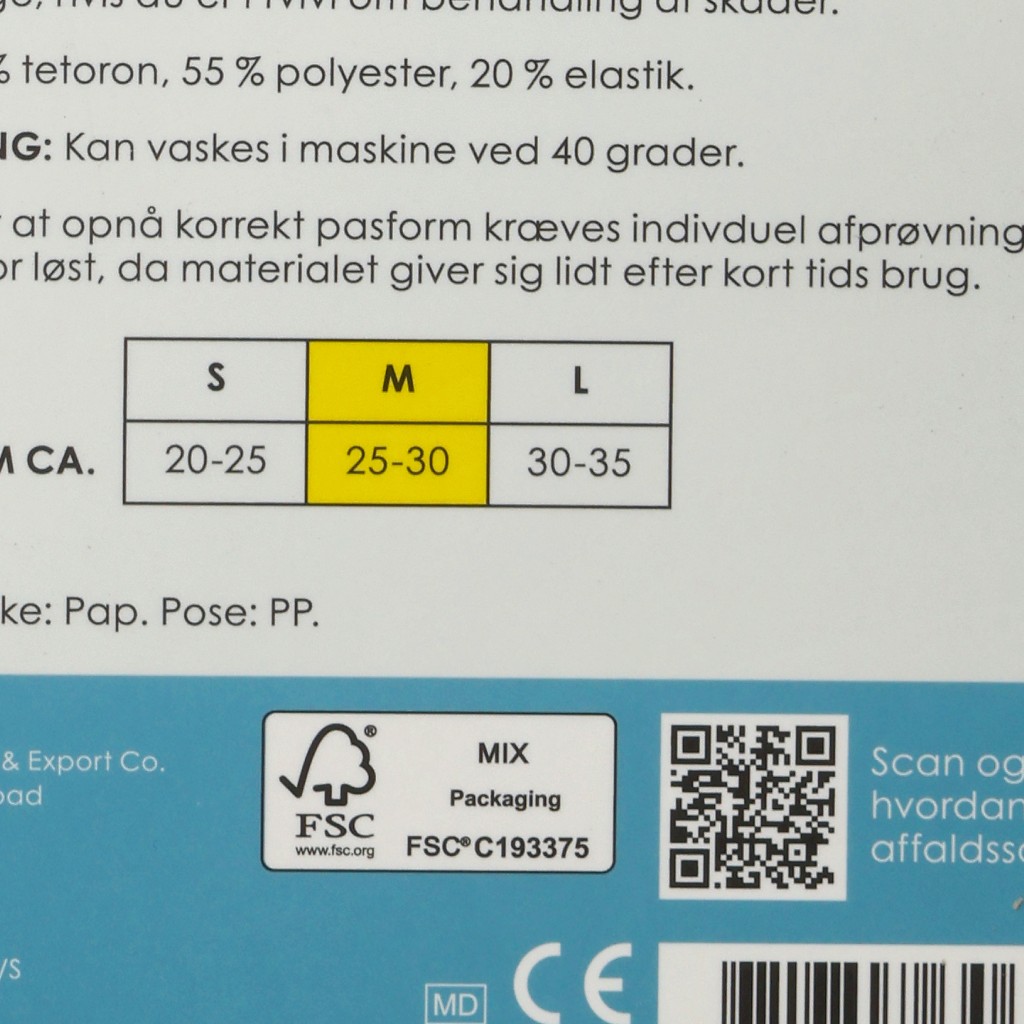 % tetoron, 55 % polyester, 20 % elastik.
NG: Kan vaskes i maskine ved 40 grader.
at opnå korrekt pasform kræves indivduel afprøvning
or løst, da materialet giver sig lidt efter kort tids brug.
S M L
CA. 20-25 25-30 30-35
ke: Pap. Pose: PP.
& Export Co.
oad
MIX
Packaging
FSC® C193375
®
FSC
www.fsc.org
Scan og
hvordan
affaldsso
/s
MD
CE